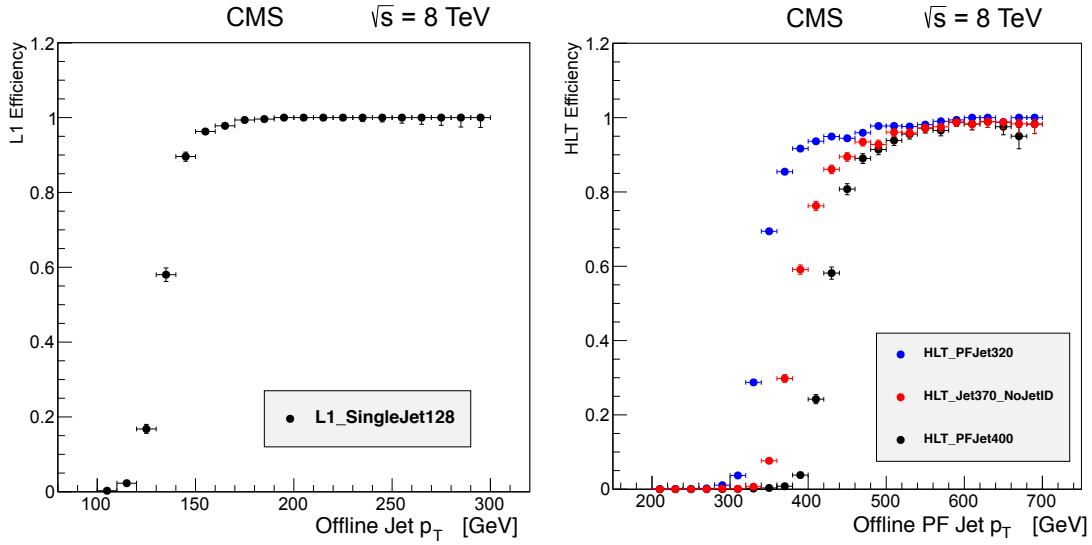 CMS √s = 8 TeV
L1 Efficiency
1.2
1
0.8
0.6
0.4
0.2
0
L1_SingleJet128
100 150 200 250 300
Offline Jet p_T [GeV]
CMS √s = 8 TeV
HLT Efficiency
1.2
1
0.8
0.6
0.4
0.2
0
HLT_PFJet320
HLT_Jet370_NoJetID
HLT_PFJet400
200 300 400 500 600 700
Offline PF Jet p_T [GeV]